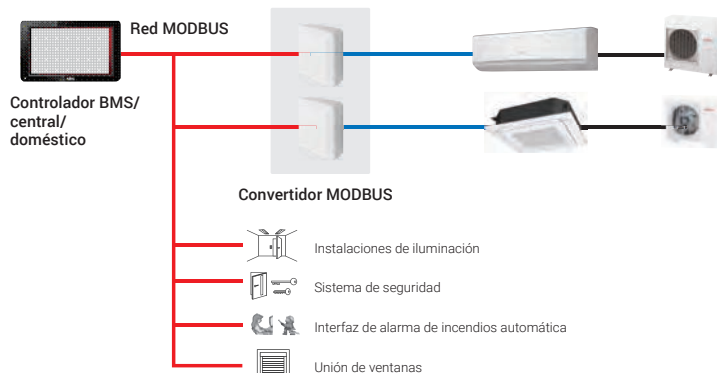 Red MODBUS
Controlador BMS/
central/
doméstico
Convertidor MODBUS
Instalaciones de iluminación
Sistema de seguridad
Interfaz de alarma de incendios automática
Unión de ventanas